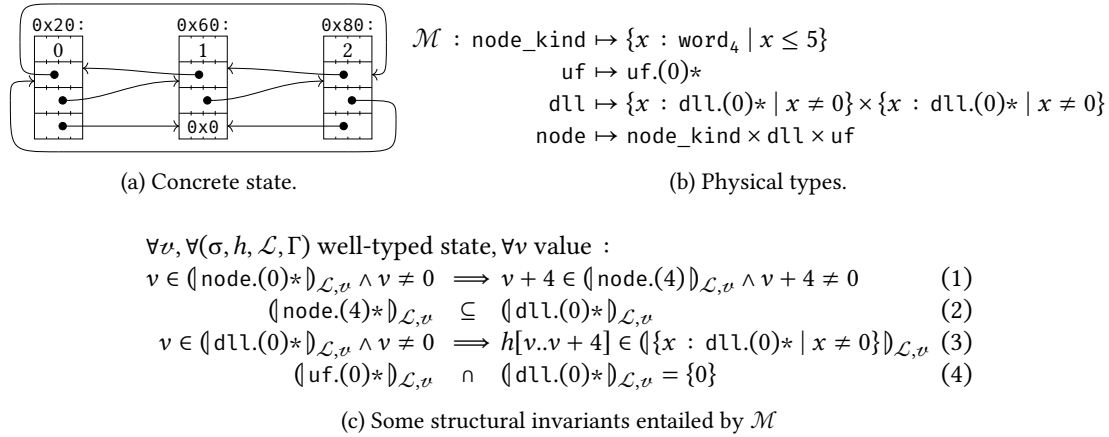 0x20: 0x60: 0x80:
0 1 2
0x0
(a) Concrete state.
ℳ : node_kind ↦ {x : word₄ | x ≤ 5}
uf ↦ uf.(0)*
dll ↦ {x : dll.(0)* | x ≠ 0} × {x : dll.(0)* | x ≠ 0}
node ↦ node_kind × dll × uf
(b) Physical types.
∀𝓋, ∀(σ, h, ℒ, Γ) well-typed state, ∀v value :
v ∈ ⦇node.(0)*⦈ℒ,𝓋 ∧ v ≠ 0 ⟹ v + 4 ∈ ⦇node.(4)⦈ℒ,𝓋 ∧ v + 4 ≠ 0 (1)
⦇node.(4)*⦈ℒ,𝓋 ⊆ ⦇dll.(0)*⦈ℒ,𝓋 (2)
v ∈ ⦇dll.(0)*⦈ℒ,𝓋 ∧ v ≠ 0 ⟹ h[v..v + 4] ∈ ⦇{x : dll.(0)* | x ≠ 0}⦈ℒ,𝓋 (3)
⦇uf.(0)*⦈ℒ,𝓋 ∩ ⦇dll.(0)*⦈ℒ,𝓋 = {0} (4)
(c) Some structural invariants entailed by ℳ